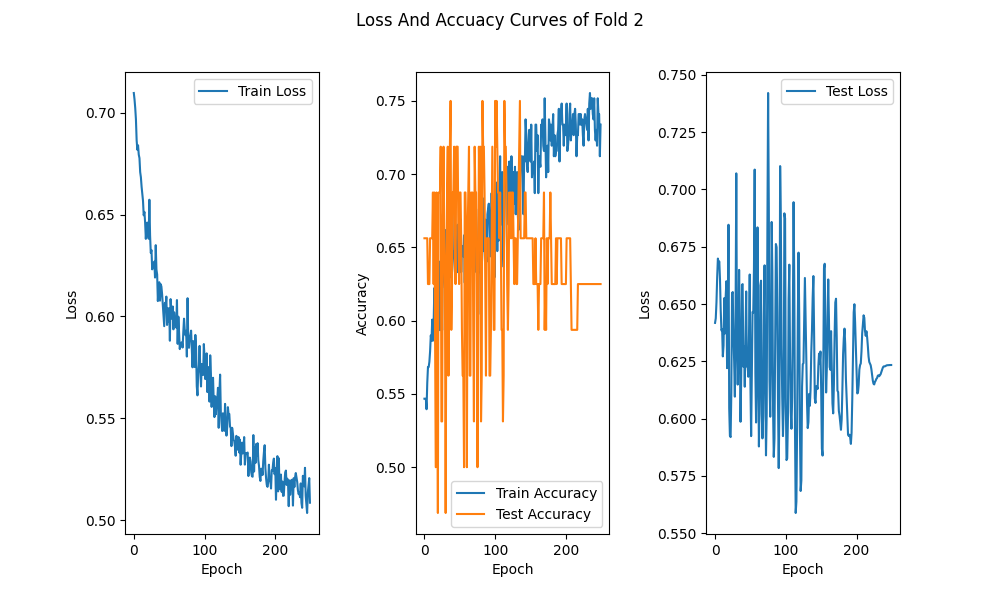 Loss And Accuacy Curves of Fold 2
Train Loss
0.70
0.65
0.60
0.55
0.50
Loss
0
100
200
Epoch
0.75
0.70
0.65
0.60
0.55
0.50
Accuracy
Train Accuracy
Test Accuracy
0
100
200
Epoch
Test Loss
0.750
0.725
0.700
0.675
0.650
0.625
0.600
0.575
0.550
Loss
0
100
200
Epoch